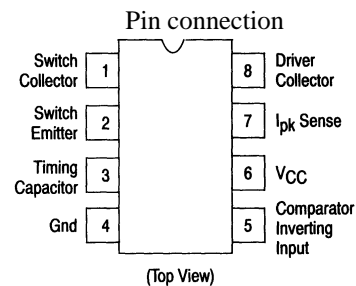 Pin connection
Switch
Collector
1
8
Driver
Collector
Switch
Emitter
2
7
Ipk Sense
Timing
Capacitor
3
6
VCC
Gnd
4
5
Comparator
Inverting
Input
(Top View)